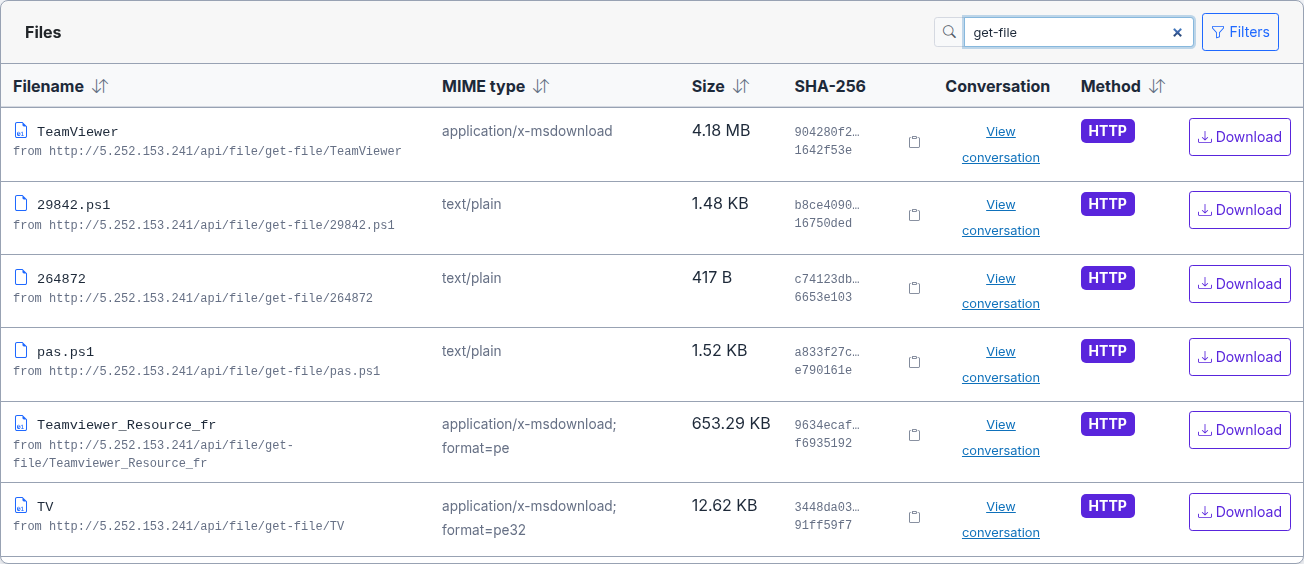 Files
get-file
Filters
Filename
MIME type
Size
SHA-256
Conversation
Method
TeamViewer
from http://5.252.153.241/api/file/get-file/TeamViewer
application/x-msdownload
4.18 MB
904280f2…
1642f53e
View
conversation
HTTP
Download
29842.ps1
from http://5.252.153.241/api/file/get-file/29842.ps1
text/plain
1.48 KB
b8ce4090…
16750ded
View
conversation
HTTP
Download
264872
from http://5.252.153.241/api/file/get-file/264872
text/plain
417 B
c74123db…
6653e103
View
conversation
HTTP
Download
pas.ps1
from http://5.252.153.241/api/file/get-file/pas.ps1
text/plain
1.52 KB
a833f27c…
e790161e
View
conversation
HTTP
Download
Teamviewer_Resource_fr
from http://5.252.153.241/api/file/get-
file/Teamviewer_Resource_fr
application/x-msdownload;
format=pe
653.29 KB
9634ecaf…
f6935192
View
conversation
HTTP
Download
TV
from http://5.252.153.241/api/file/get-file/TV
application/x-msdownload;
format=pe32
12.62 KB
3448da03…
91ff59f7
View
conversation
HTTP
Download